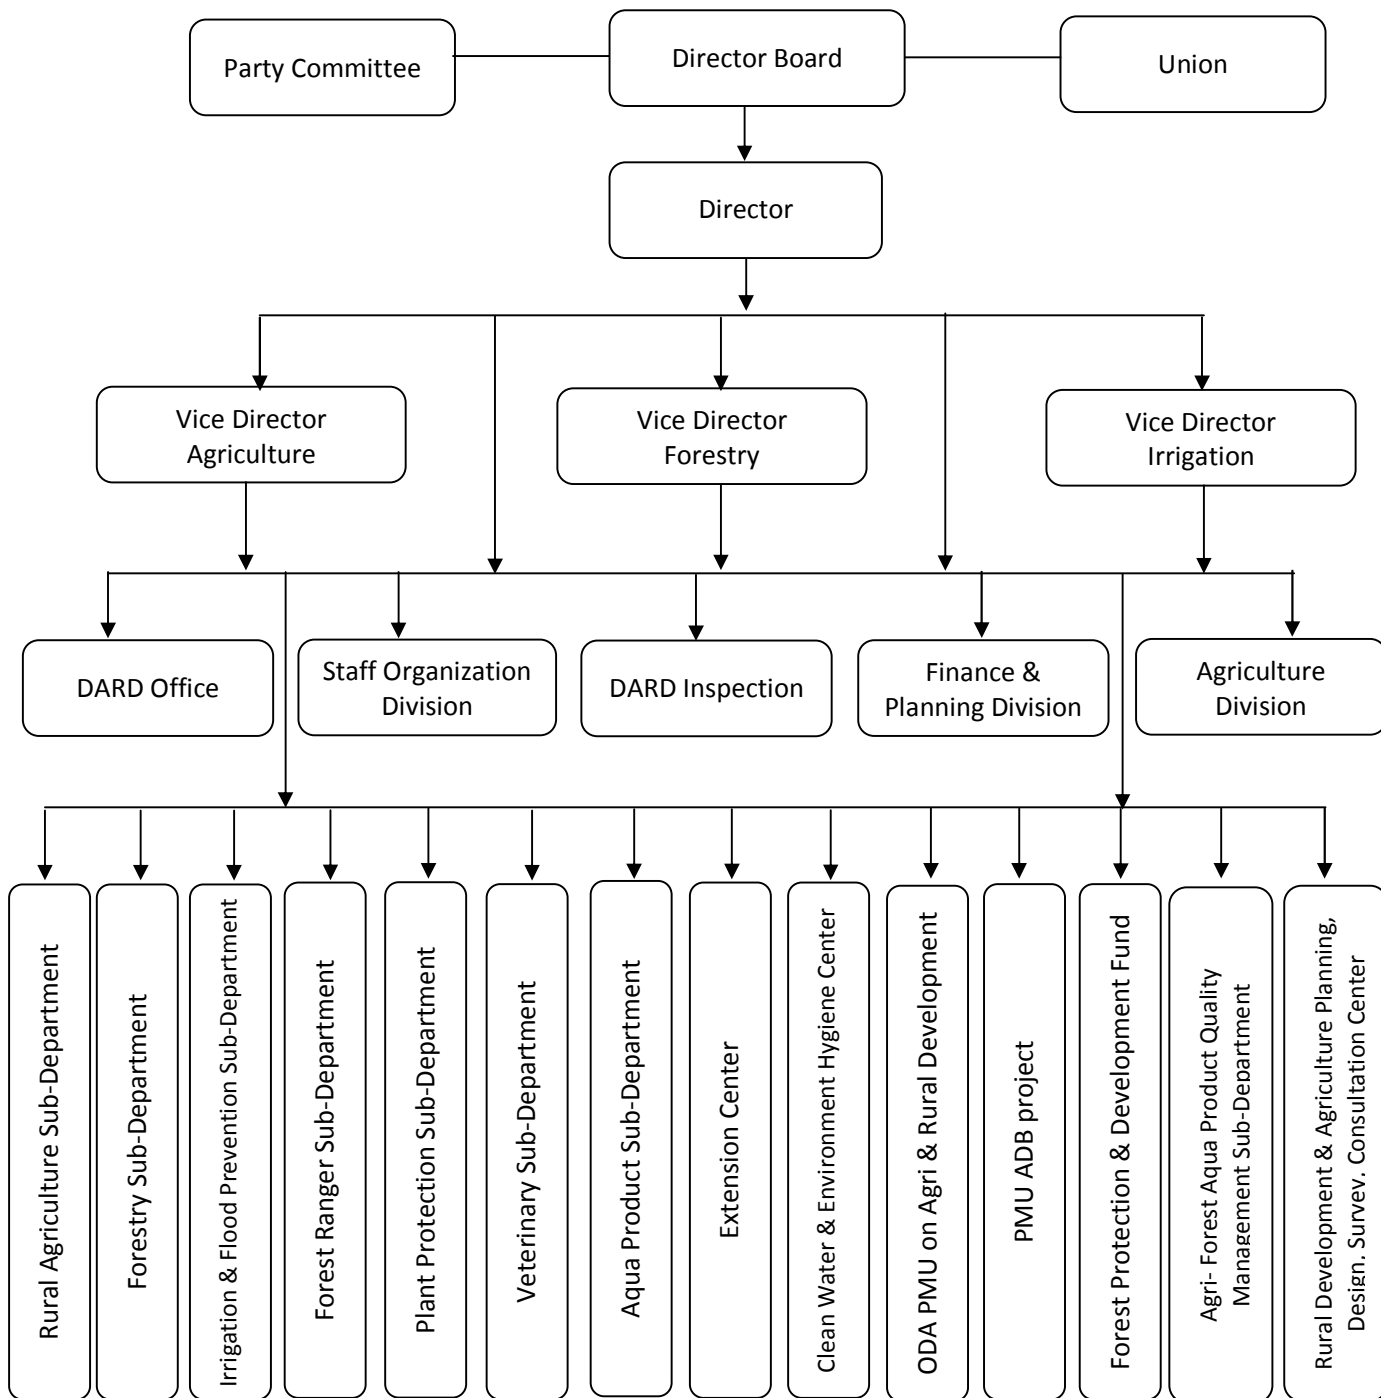 Party Committee
Director Board
Union
Director
Vice Director
Agriculture
Vice Director
Forestry
Vice Director
Irrigation
DARD Office
Staff Organization
Division
DARD Inspection
Finance &
Planning Division
Agriculture
Division
Rural Agriculture Sub-Department
Forestry Sub-Department
Irrigation & Flood Prevention Sub-Department
Forest Ranger Sub-Department
Plant Protection Sub-Department
Veterinary Sub-Department
Aqua Product Sub-Department
Extension Center
Clean Water & Environment Hygiene Center
ODA PMU on Agri & Rural Development
PMU ADB project
Forest Protection & Development Fund
Agri- Forest Aqua Product Quality
Management Sub-Department
Rural Development & Agriculture Planning,
Design, Survey, Consultation Center